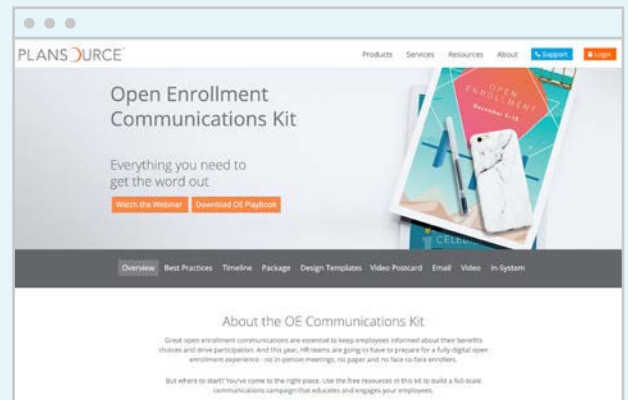 PLANSOURCE
Products Services Resources About Support Login
Open Enrollment
Communications Kit
Everything you need to
get the word out
Watch the Webinar Download OE Playbook
OPEN
ENROLLMENT
December 5-18
CELEB
Overview Best Practices Timeline Package Design Templates Video Postcard Email Video In-System
About the OE Communications Kit
Great open enrollment communications are essential to keep employees informed about their benefits
choices and drive participation. And this year, HR teams are going to have to prepare for a fully digital open
enrollment experience - no in-person meetings, no paper and no face-to-face enrollers.
But where to start? You've come to the right place. Use the free resources in this kit to build a full-scale
communications campaign that educates and engages your employees.